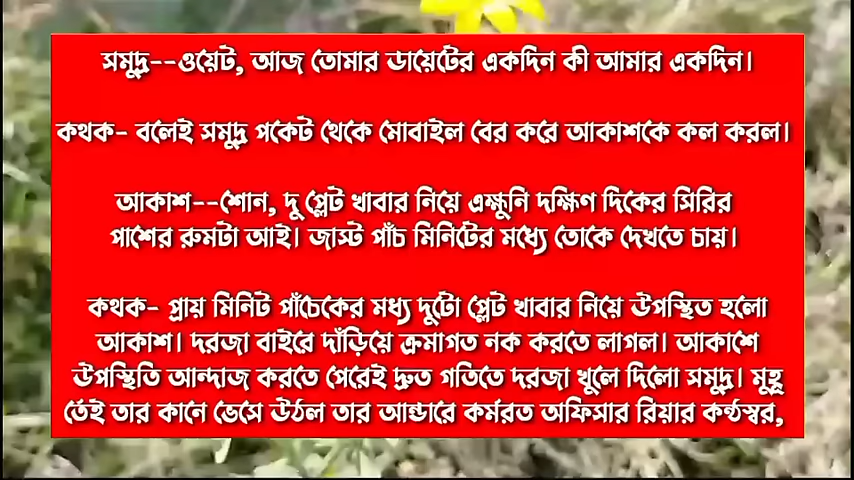 সমুদ্র--ওয়েট, আজ তোমার ডায়েটের একদিন কী আমার একদিন।
কথক- বলেই সমুদ্র পকেট থেকে মোবাইল বের করে আকাশকে কল করল।
আকাশ--শোন, দু প্লেট খাবার নিয়ে এক্ষুনি দক্ষিণ দিকের সিরির
পাশের রুমটা আই। জাস্ট পাঁচ মিনিটের মধ্যে তোকে দেখতে চায়।
কথক- প্রায় মিনিট পাঁচেকের মধ্য দুটো প্লেট খাবার নিয়ে উপস্থিত হলো
আকাশ। দরজা বাইরে দাঁড়িয়ে ক্রমাগত নক করতে লাগল। আকাশে
উপস্থিতি আন্দাজ করতে পেরেই দ্রুত গতিতে দরজা খুলে দিলো সমুদ্র। মুহূ
র্তেই তার কানে ভেসে উঠল তার আন্ডারে কর্মরত অফিসার রিয়ার কন্ঠস্বর,